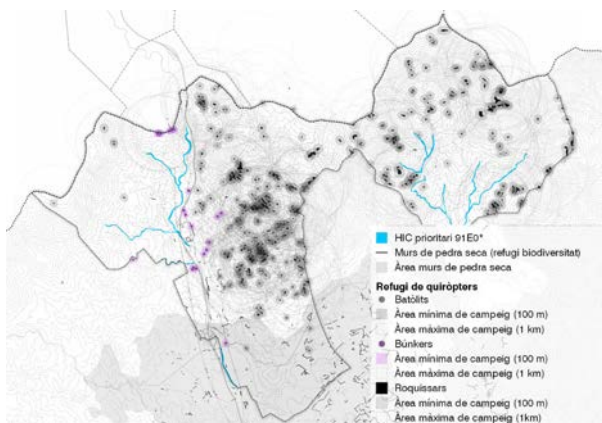 HIC prioritari 91E0*
Murs de pedra seca (refugi biodiversitat)
Àrea murs de pedra seca
Refugi de quiròpters
Batòlits
Àrea mínima de campeig (100 m)
Àrea màxima de campeig (1 km)
Búnkers
Àrea mínima de campeig (100 m)
Àrea màxima de campeig (1 km)
Roquissars
Àrea mínima de campeig (100 m)
Àrea màxima de campeig (1km)